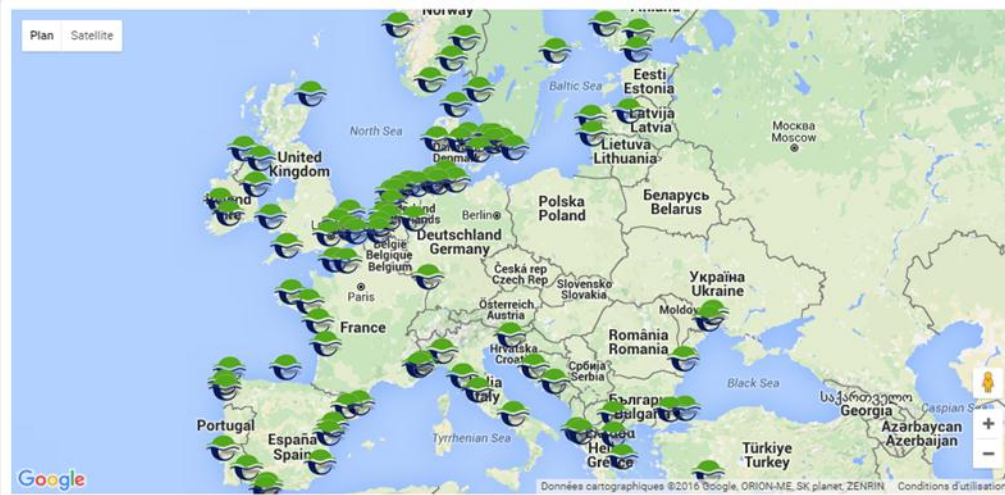 Norway
Plan Satellite
Eesti
Estonia
Baltic Sea
North Sea
Latvija
Latvia
Москва
Moscow
Lietuva
Lithuania
United
Kingdom
Беларусь
Belarus
Polska
Poland
Berlin
Deutschland
Germany
België
Belgique
Belgium
Česká rep
Czech Rep
Slovensko
Slovakia
Україна
Ukraine
Paris
Österreich
Austria
France
România
Romania
Hrvatska
Србија
Serbia
Black Sea
საქართველო
Georgia
Caspian
Azərbaycan
Azerbaijan
Portugal
España
Tyrrhenian Sea
Türkiye
Turkey
Google
Données cartographiques ©2016 Google, ORION-ME, SK planet, ZENRIN Conditions d'utilisation